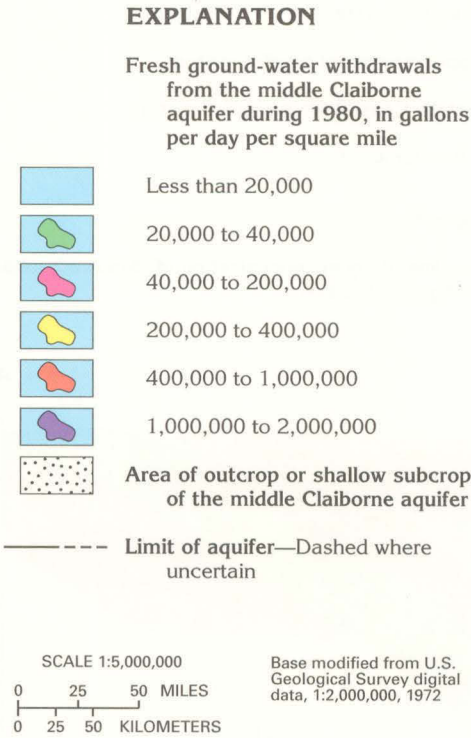 EXPLANATION
Fresh ground-water withdrawals
from the middle Claiborne
aquifer during 1980, in gallons
per day per square mile
Less than 20,000
20,000 to 40,000
40,000 to 200,000
200,000 to 400,000
400,000 to 1,000,000
1,000,000 to 2,000,000
Area of outcrop or shallow subcrop
of the middle Claiborne aquifer
Limit of aquifer—Dashed where
uncertain
SCALE 1:5,000,000
0 25 50 MILES
0 25 50 KILOMETERS
Base modified from U.S.
Geological Survey digital
data, 1:2,000,000, 1972